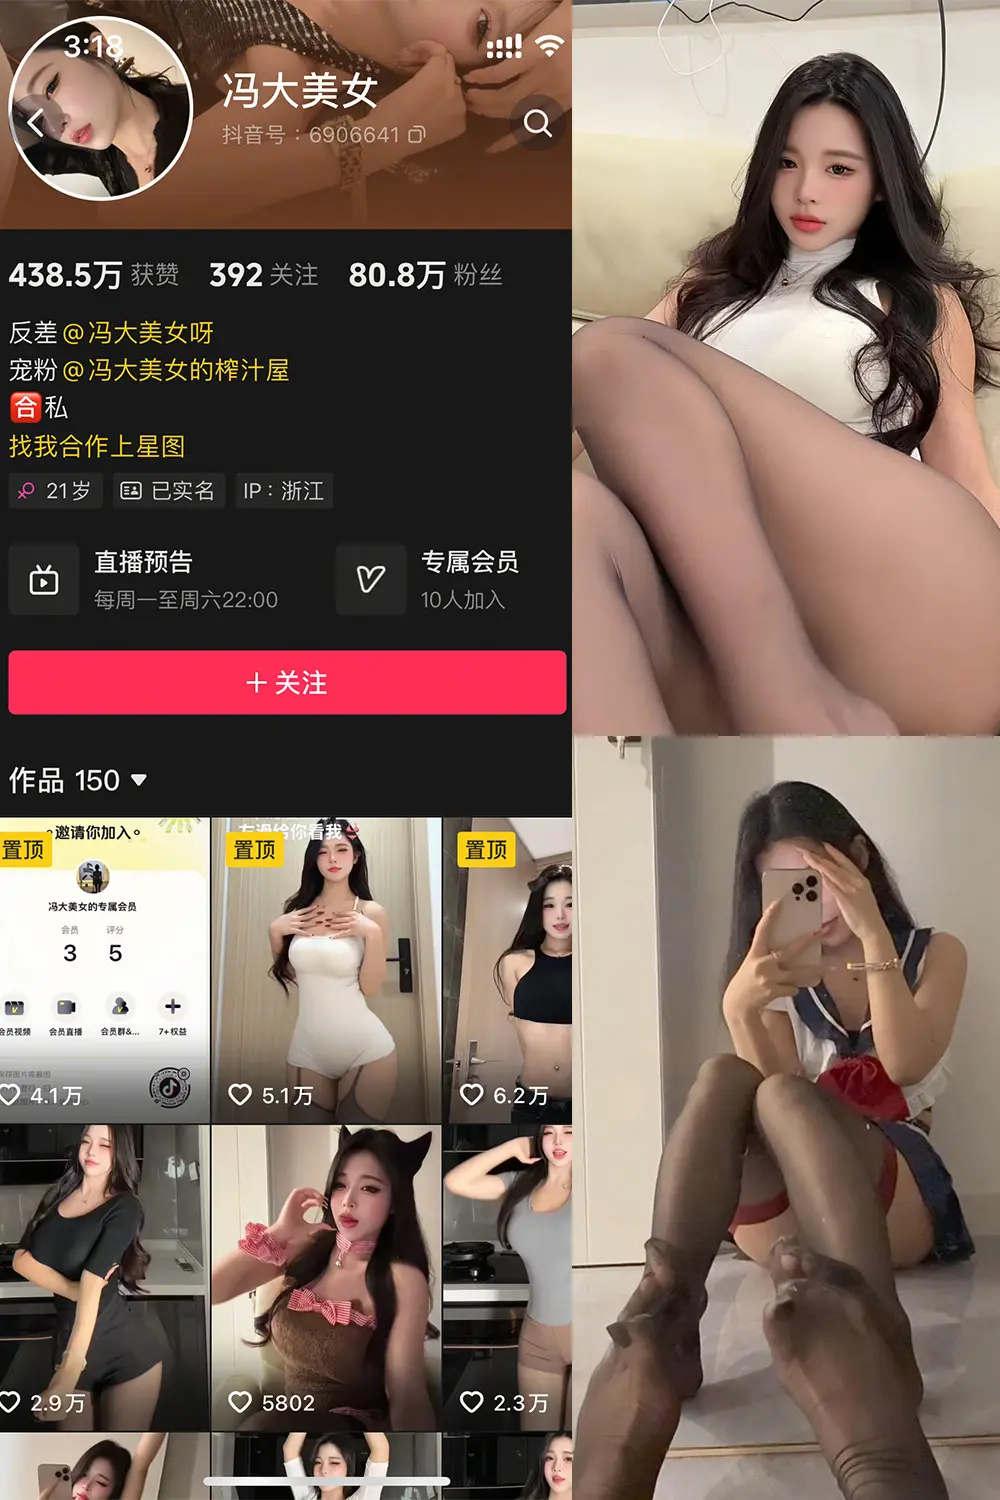 3:18
冯大美女
抖音号：6906641
438.5万 获赞 392 关注 80.8万 粉丝
反差@冯大美女呀
宠粉@冯大美女的榨汁屋
合私
找我合作上星图
21岁 已实名 IP：浙江
直播预告
每周一至周六22:00
专属会员
10人加入
+ 关注
作品 150
置顶
邀请你加入
冯大美女的专属会员
会员 评分
3 5
会员视频 会员直播 会员群&... 7+权益
4.1万
置顶
给你看我
5.1万
置顶
6.2万
2.9万
5802
2.3万